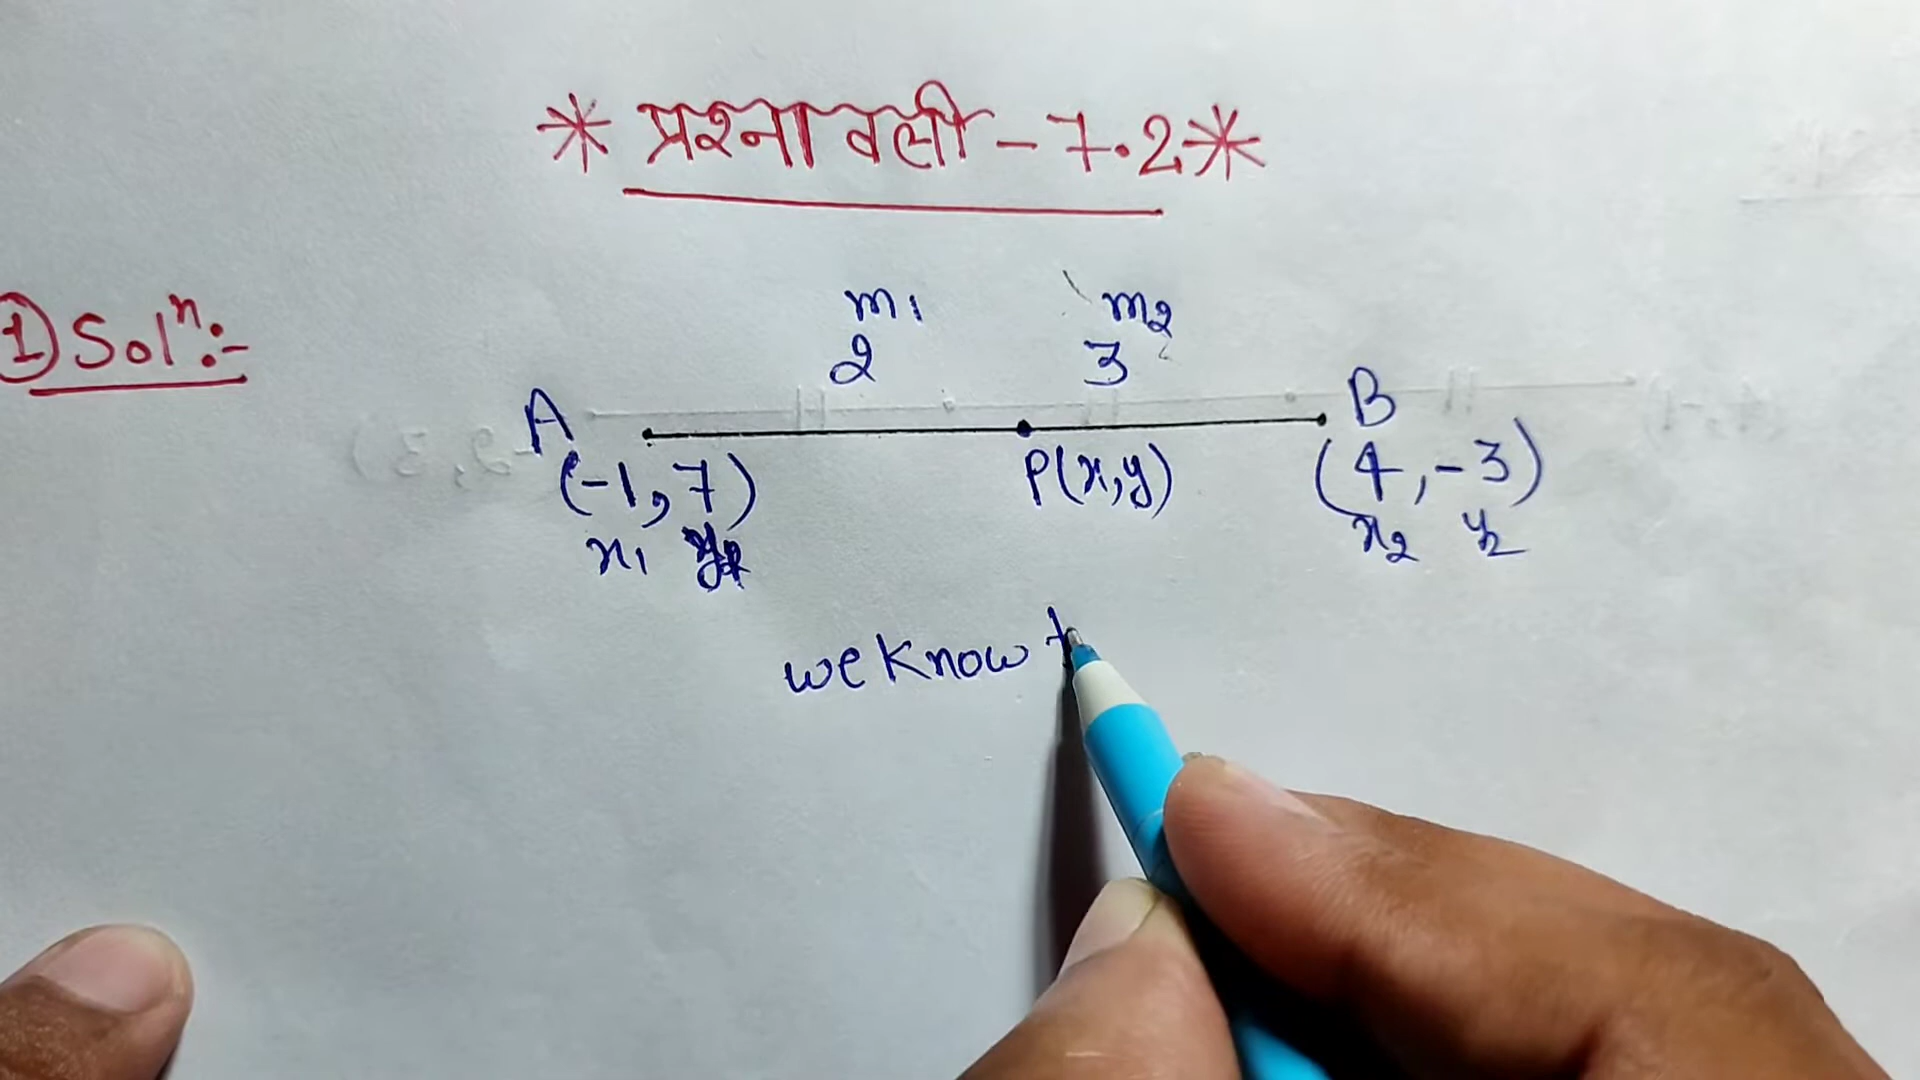 * प्रश्नावली - 7.2 *
① Solⁿ:-
m₁ m₂
2 3
A B
(-1, 7) P(x,y) (4, -3)
x₁ x₂ y₂
we know t